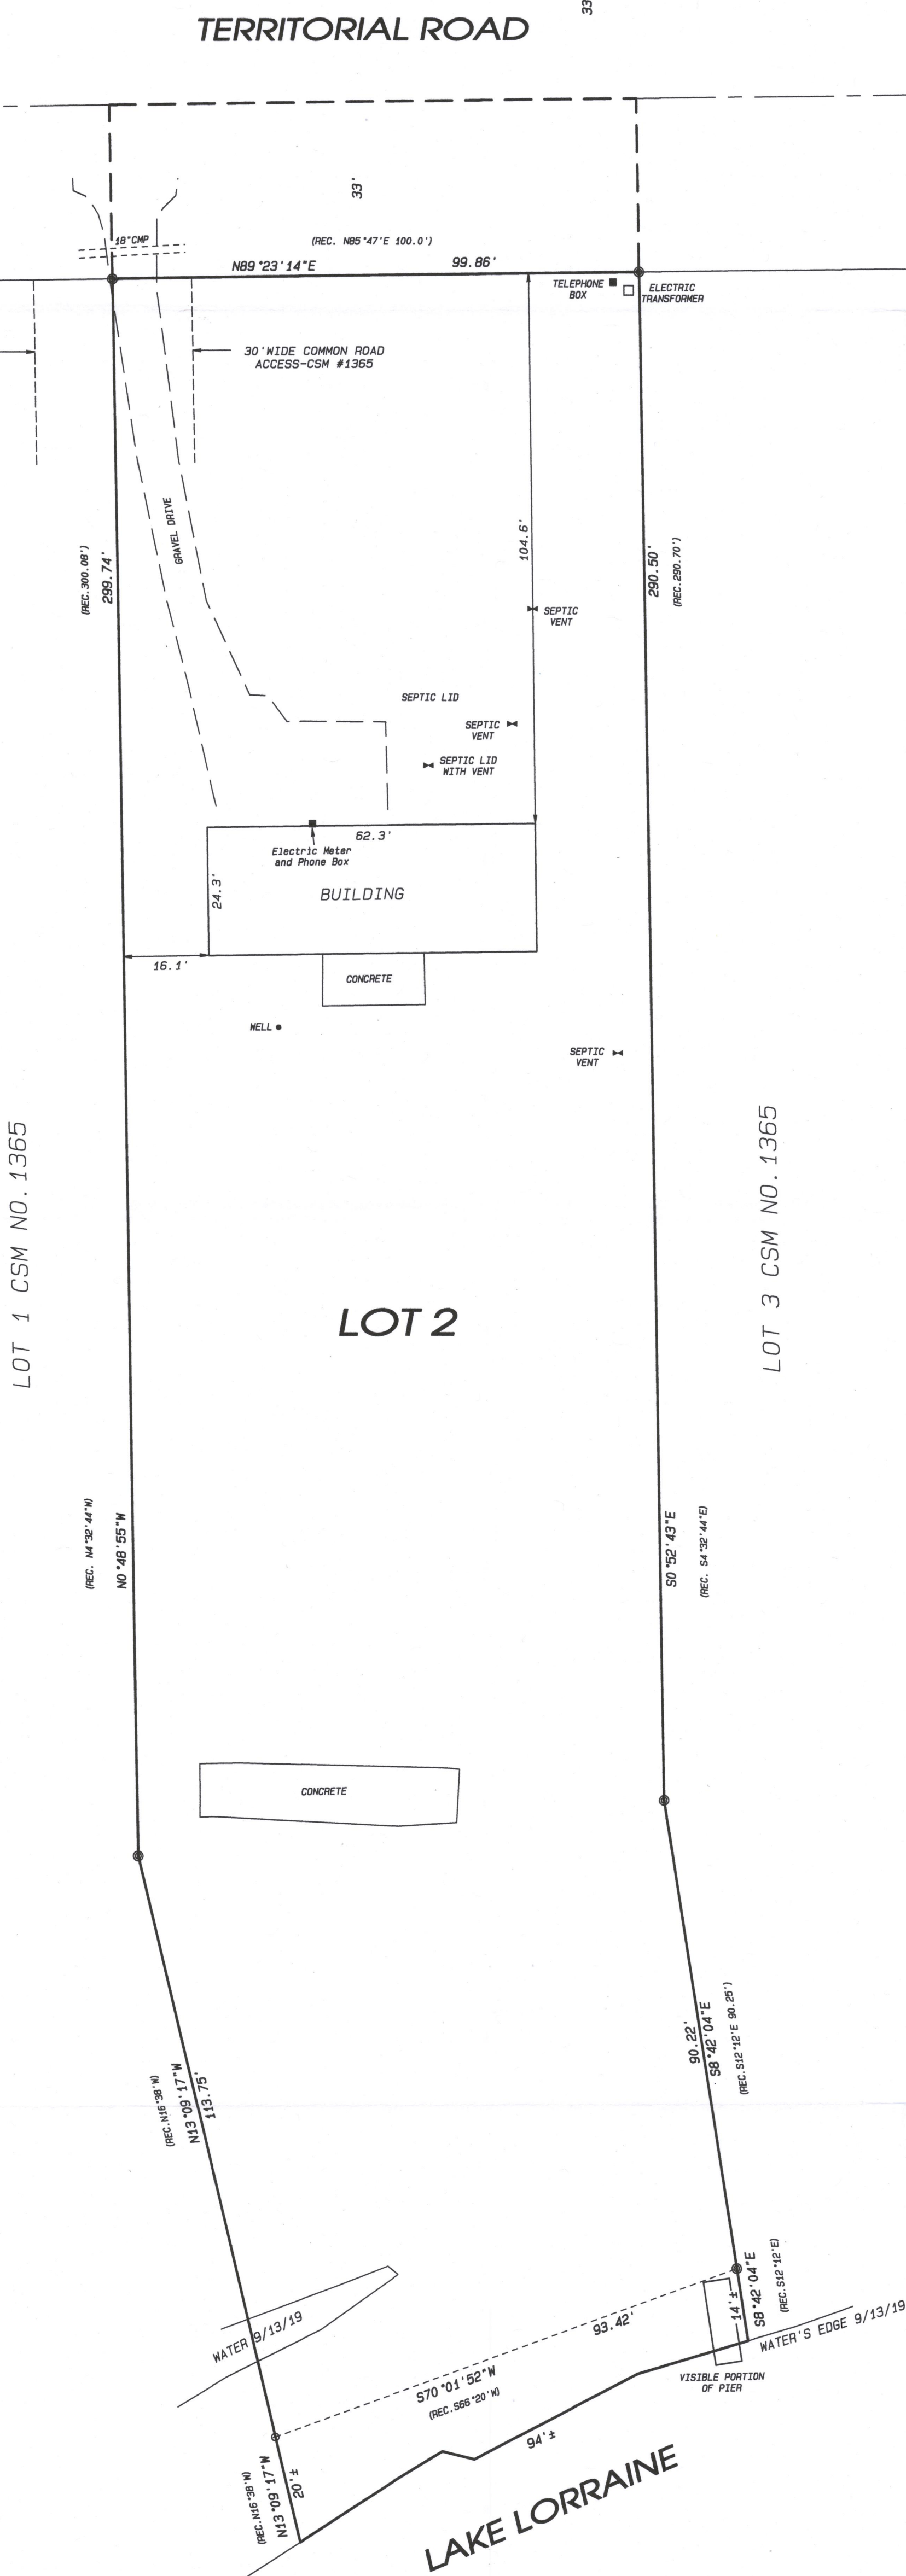 33
TERRITORIAL ROAD
33'
18"CMP
(REC. N85°47'E 100.0')
N89°23'14"E
99.86'
TELEPHONE
BOX
ELECTRIC
TRANSFORMER
30'WIDE COMMON ROAD
ACCESS-CSM #1365
GRAVEL DRIVE
(REC.300.08')
299.74'
104.6'
290.50'
(REC.290.70')
SEPTIC
VENT
SEPTIC LID
SEPTIC
VENT
SEPTIC LID
WITH VENT
62.3'
Electric Meter
and Phone Box
24.3'
BUILDING
16.1'
CONCRETE
WELL
SEPTIC
VENT
LOT 1 CSM NO.1365
LOT 3 CSM NO.1365
LOT 2
(REC. N4°32'44"W)
N0°48'55"W
S0°52'43"E
(REC. S4°32'44"E)
CONCRETE
(REC.N16°38'W)
N13°09'17"W
113.75'
90.22'
S8°42'04"E
(REC.S12°12'E 90.25')
WATER 9/13/19
93.42'
14'±
S8°42'04"E
(REC.S12°12'E)
WATER'S EDGE 9/13/19
VISIBLE PORTION
OF PIER
S70°01'52"W
(REC.S66°20'W)
94'±
(REC.N16°38'W)
N13°09'17"W
20'±
LAKE LORRAINE